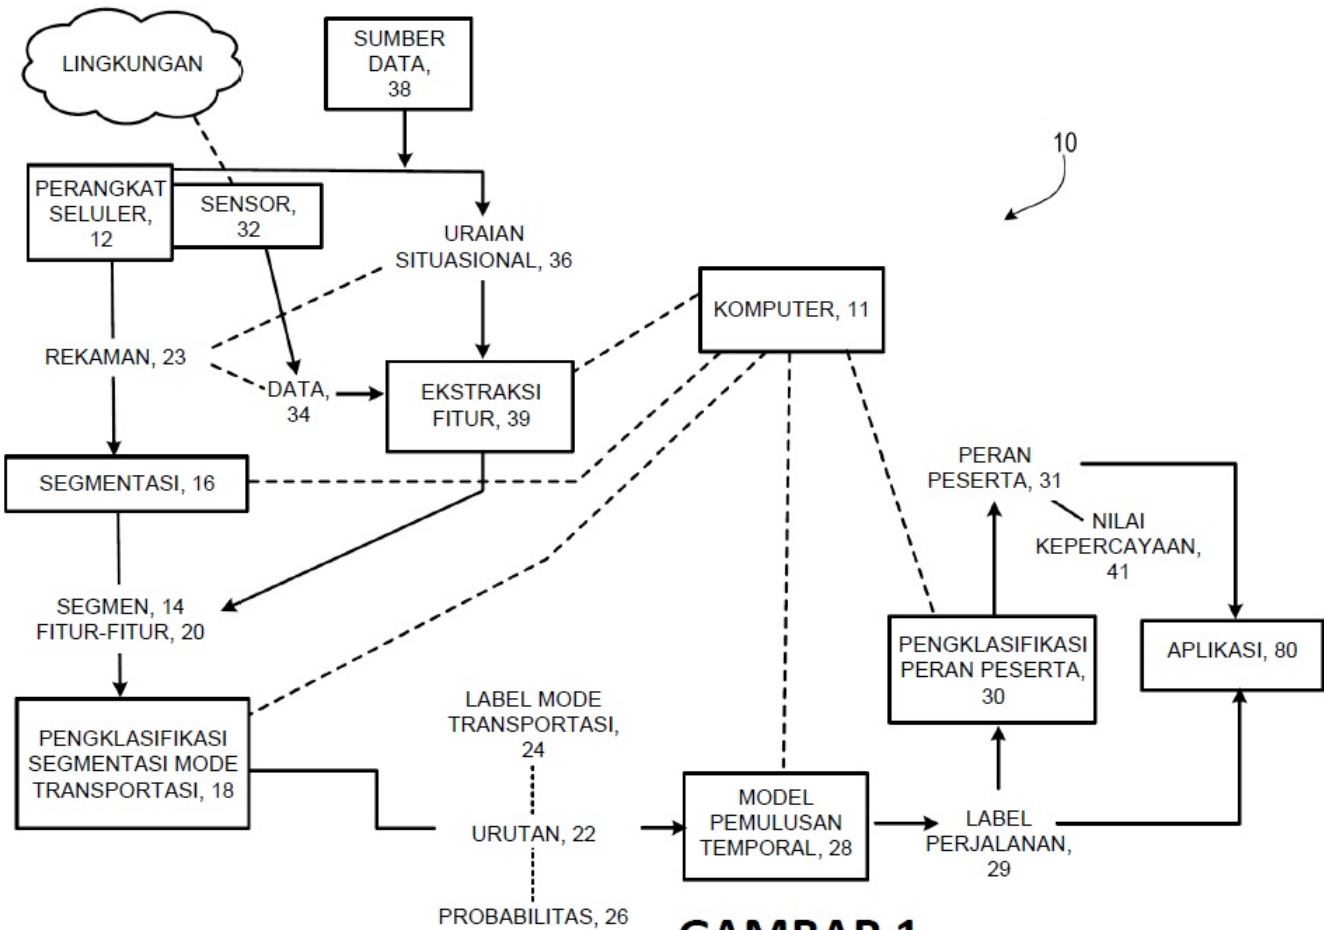 LINGKUNGAN
SUMBER
DATA,
38
10
PERANGKAT
SELULER,
12
SENSOR,
32
URAIAN
SITUASIONAL, 36
KOMPUTER, 11
REKAMAN, 23
DATA,
34
EKSTRAKSI
FITUR, 39
SEGMENTASI, 16
PERAN
PESERTA, 31
NILAI
KEPERCAYAAN,
41
SEGMEN, 14
FITUR-FITUR, 20
PENGKLASIFIKASI
PERAN PESERTA,
30
APLIKASI, 80
PENGKLASIFIKASI
SEGMENTASI MODE
TRANSPORTASI, 18
LABEL MODE
TRANSPORTASI,
24
URUTAN, 22
PROBABILITAS, 26
MODEL
PEMULUSAN
TEMPORAL, 28
LABEL
PERJALANAN,
29
GAMBAR 1